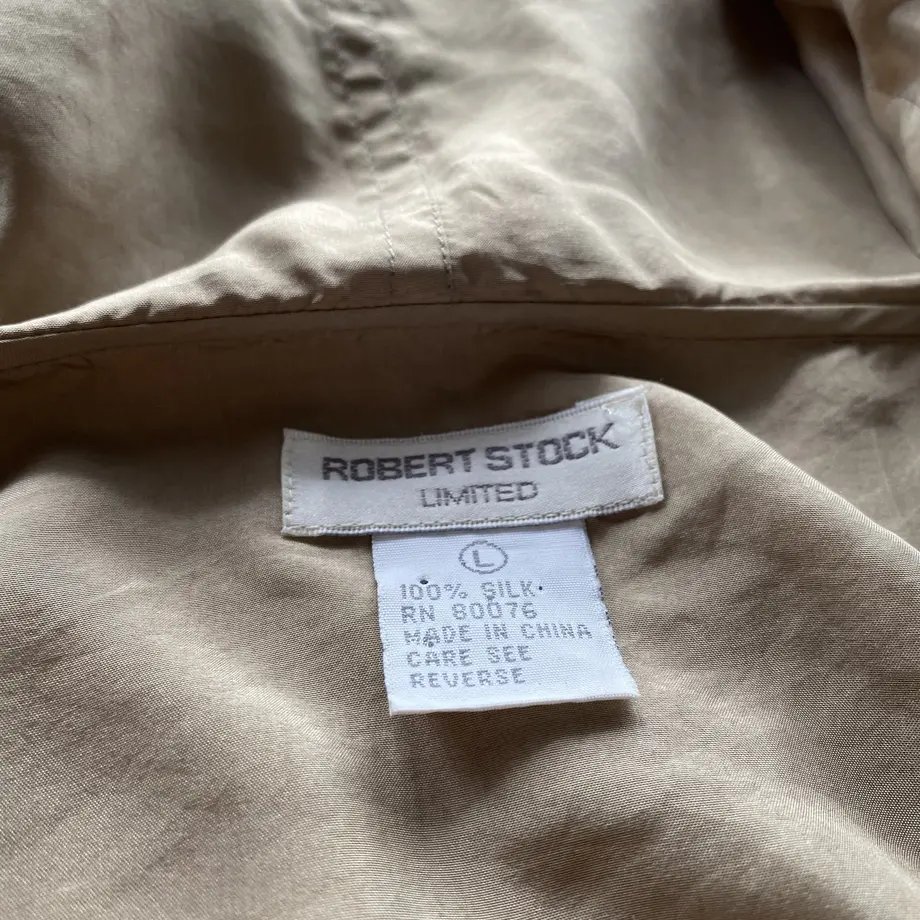 ROBERT STOCK
LIMITED
L
100% SILK
RN 80076
MADE IN CHINA
CARE SEE
REVERSE